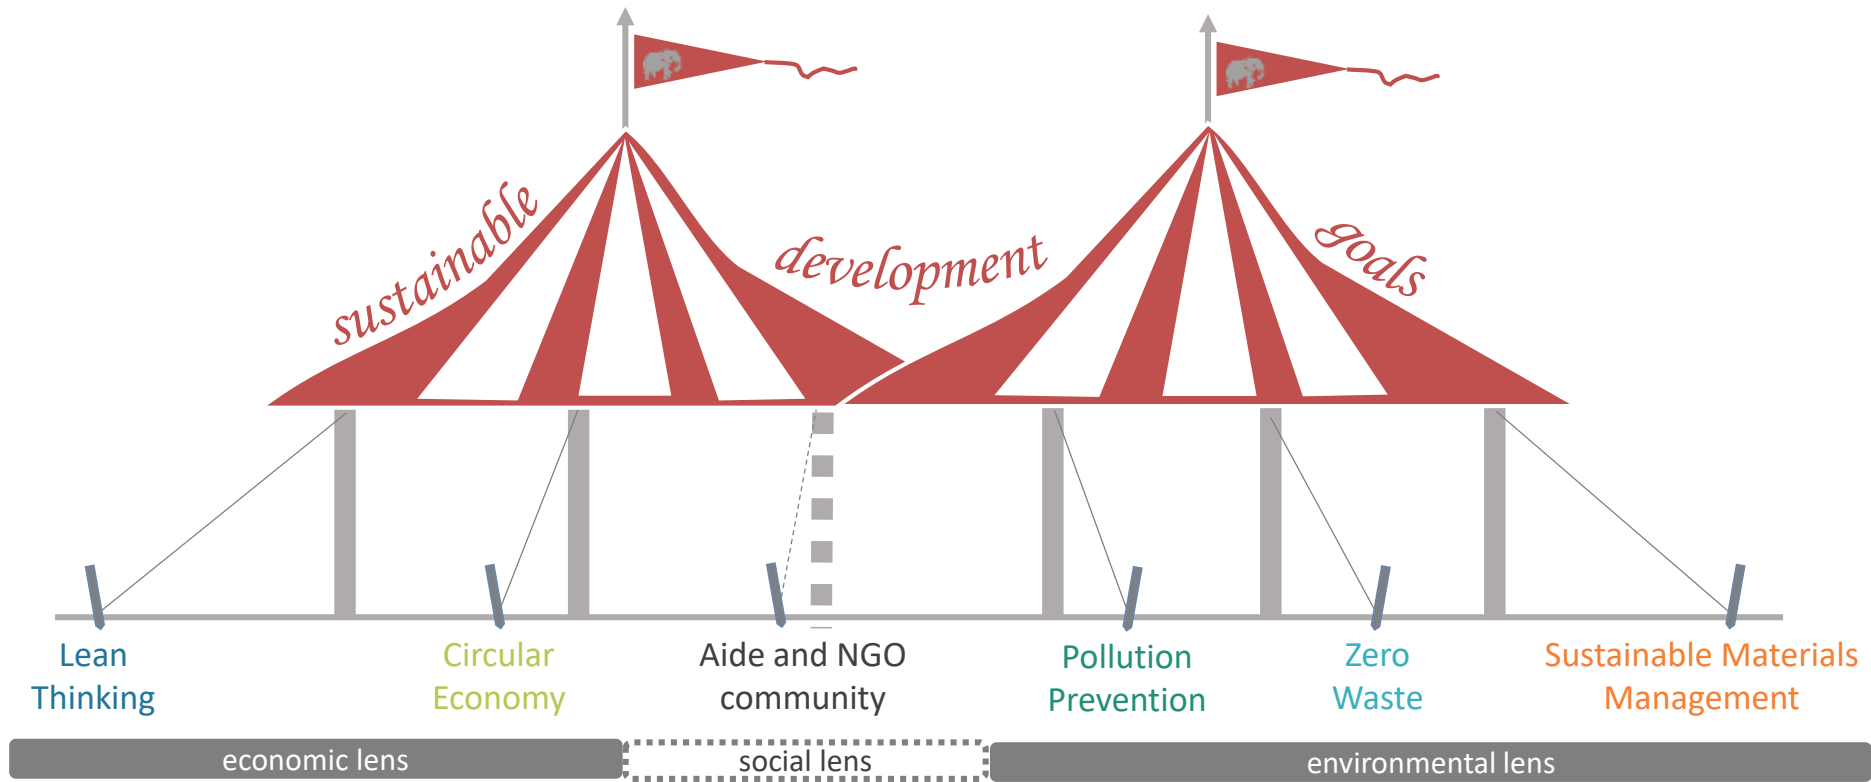 sustainable
development
goals
Lean
Thinking
Circular
Economy
Aide and NGO
community
Pollution
Prevention
Zero
Waste
Sustainable Materials
Management
economic lens
social lens
environmental lens